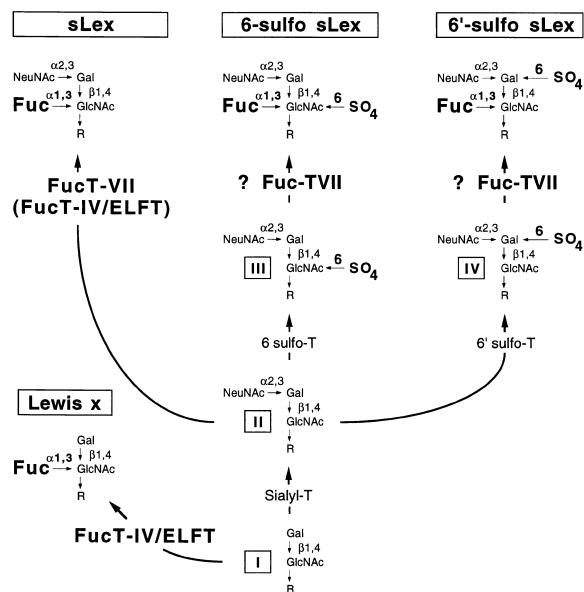 sLex
6-sulfo sLex
6'-sulfo sLex
α2,3
NeuNAc Gal
α1,3 β1,4
Fuc GlcNAc
R
α2,3
NeuNAc Gal
α1,3 β1,4 6
Fuc GlcNAc SO4
R
α2,3 6
NeuNAc Gal SO4
α1,3 β1,4
Fuc GlcNAc
R
FucT-VII
(FucT-IV/ELFT)
? Fuc-TVII
? Fuc-TVII
α2,3
NeuNAc Gal
β1,4 6
III GlcNAc SO4
R
α2,3 6
NeuNAc Gal SO4
β1,4
IV GlcNAc
R
6 sulfo-T
6' sulfo-T
Lewis x
α2,3
NeuNAc Gal
β1,4
II GlcNAc
R
Gal
α1,3 β1,4
Fuc GlcNAc
R
Sialyl-T
FucT-IV/ELFT
Gal
β1,4
I GlcNAc
R